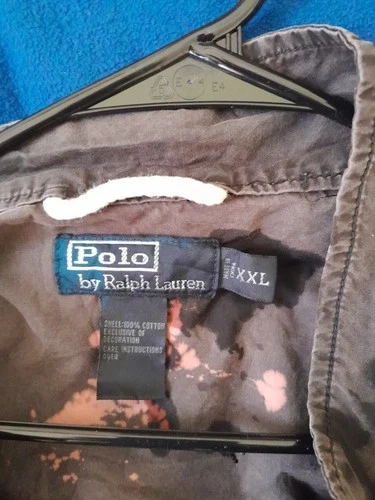 Polo
by Ralph Lauren
XXL
SHELL:100% COTTON
EXCLUSIVE OF
DECORATION
CARE INSTRUCTIONS
OVER